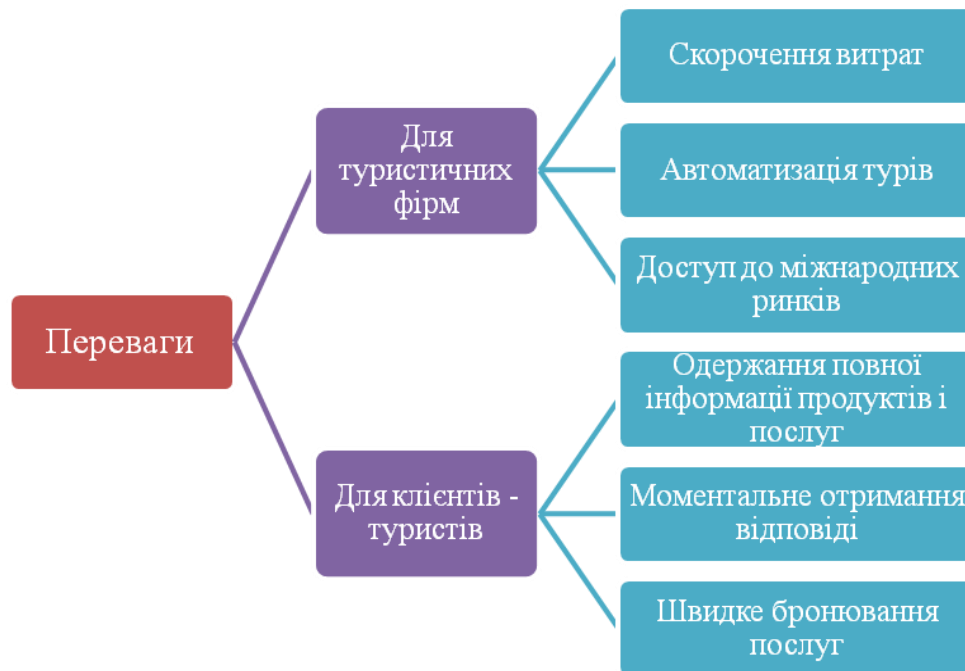 Переваги
Для
туристичних
фірм
Скорочення витрат
Автоматизація турів
Доступ до міжнародних
ринків
Для клієнтів -
туристів
Одержання повної
інформації продуктів і
послуг
Моментальне отримання
відповіді
Швидке бронювання
послуг